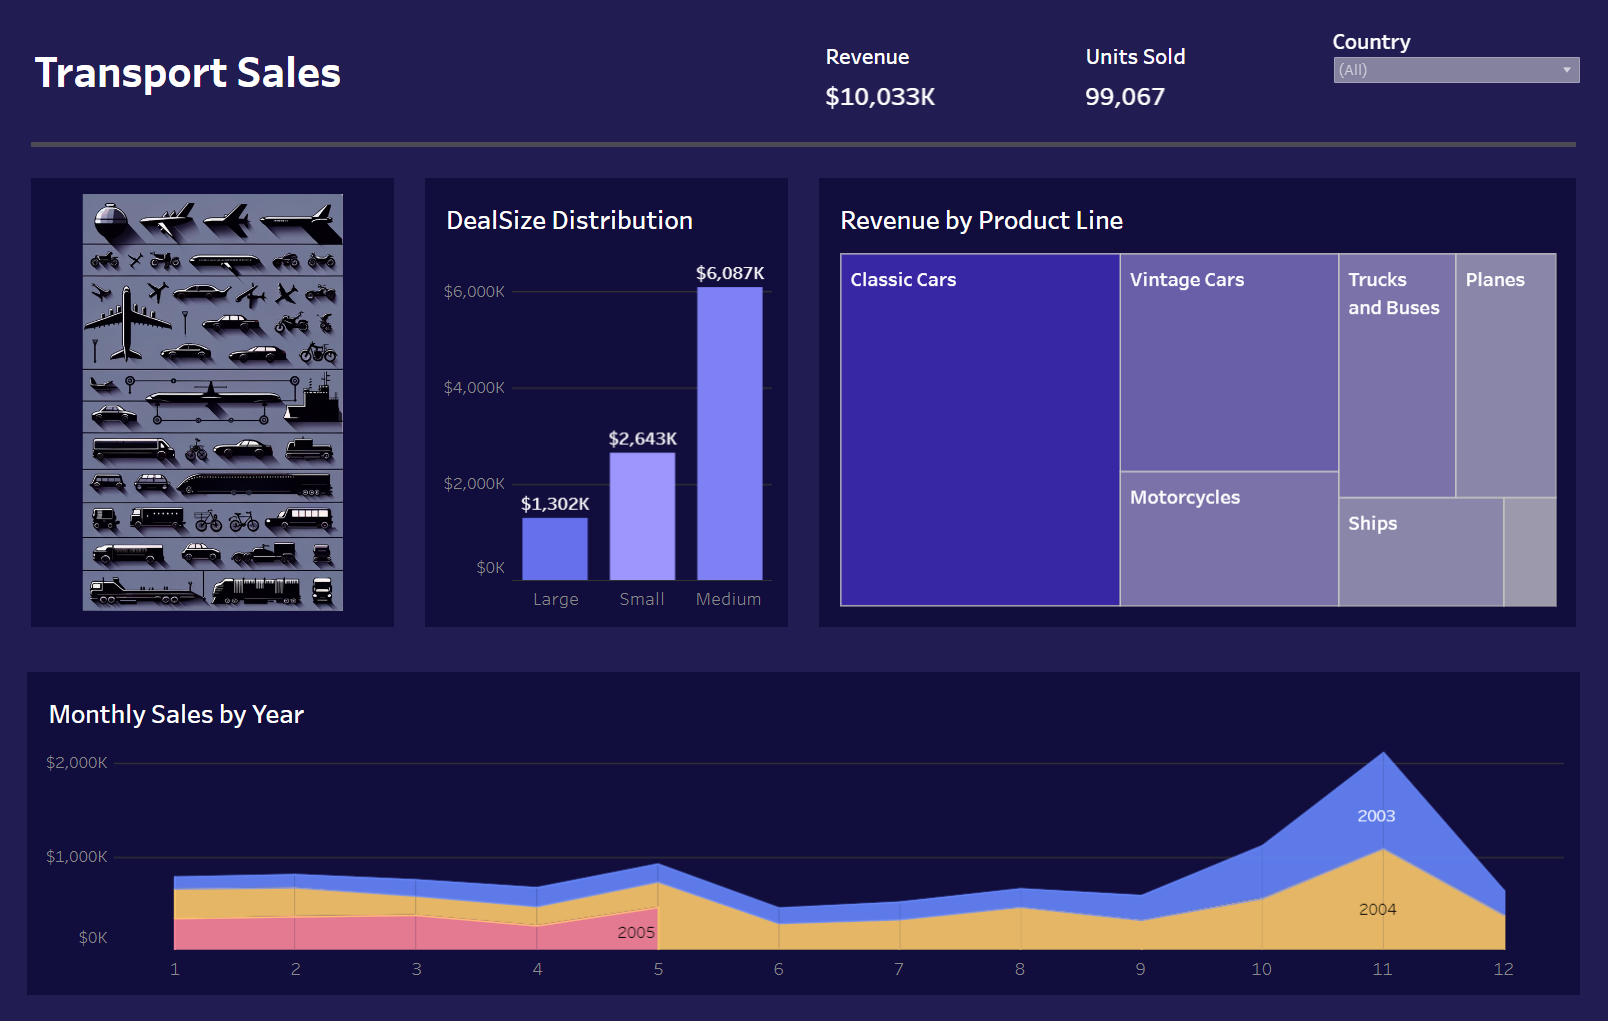 Transport Sales
Revenue
$10,033K
Units Sold
99,067
Country
(All)
DealSize Distribution
$6,000K
$4,000K
$2,000K
$0K
$1,302K
$2,643K
$6,087K
Large
Small
Medium
Revenue by Product Line
Classic Cars
Vintage Cars
Motorcycles
Trucks
and Buses
Planes
Ships
Monthly Sales by Year
$2,000K
$1,000K
$0K
2003
2004
2005
1 2 3 4 5 6 7 8 9 10 11 12